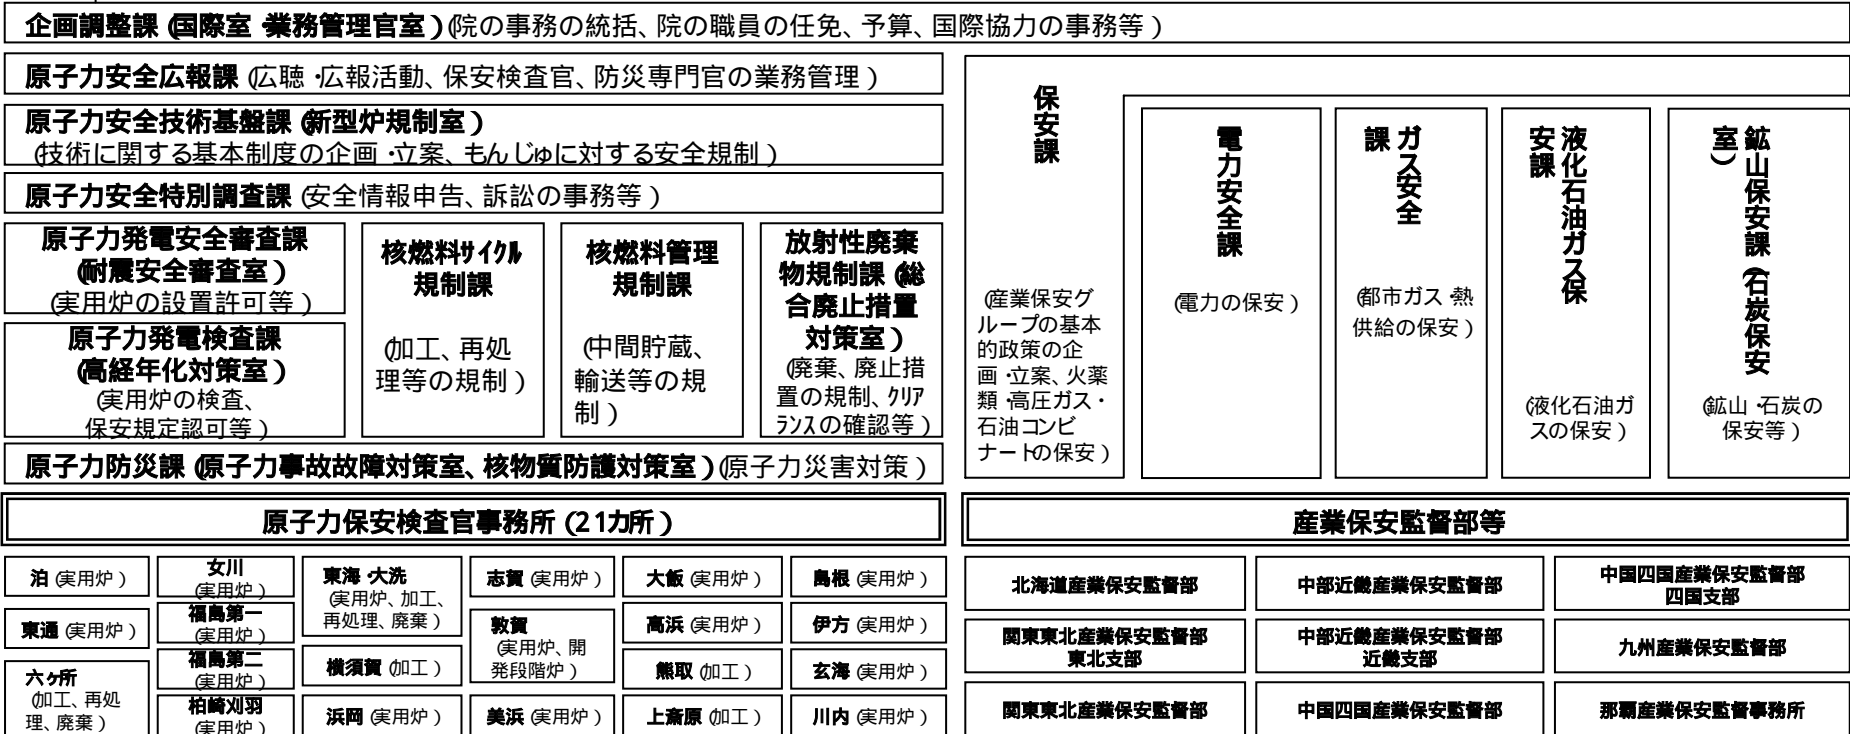 企画調整課(国際室・業務管理官室)(院の事務の統括、院の職員の任免、予算、国際協力の事務等)
原子力安全広報課(広聴・広報活動、保安検査官、防災専門官の業務管理)
原子力安全技術基盤課(新型炉規制室)
(技術に関する基本制度の企画・立案、もんじゅに対する安全規制)
原子力安全特別調査課(安全情報申告、訴訟の事務等)
原子力発電安全審査課
(耐震安全審査室)
(実用炉の設置許可等)
原子力発電検査課
(高経年化対策室)
(実用炉の検査、
保安規定認可等)
核燃料サイクル
規制課
(加工、再処
理等の規制)
核燃料管理
規制課
(中間貯蔵、
輸送等の規
制)
放射性廃棄
物規制課(総
合廃止措置
対策室)
(廃棄、廃止措
置の規制、クリア
ランスの確認等)
原子力防災課(原子力事故故障対策室、核物質防護対策室)(原子力災害対策)
保安課
(産業保安グ
ループの基本
的政策の企
画・立案、火薬
類・高圧ガス・
石油コンビ
ナートの保安)
電力安全課
(電力の保安)
ガス安全
課
(都市ガス・熱
供給の保安)
液化石油ガス保
安課
(液化石油ガ
スの保安)
鉱山保安課(石炭保安
室)
(鉱山・石炭の
保安等)
原子力保安検査官事務所(21カ所)
泊(実用炉)
東通(実用炉)
六ヶ所
(加工、再処
理、廃棄)
女川
(実用炉)
福島第一
(実用炉)
福島第二
(実用炉)
柏崎刈羽
(実用炉)
東海・大洗
(実用炉、加工、
再処理、廃棄)
横須賀(加工)
浜岡(実用炉)
志賀(実用炉)
敦賀
(実用炉、開
発段階炉)
美浜(実用炉)
大飯(実用炉)
高浜(実用炉)
熊取(加工)
上斎原(加工)
島根(実用炉)
伊方(実用炉)
玄海(実用炉)
川内(実用炉)
産業保安監督部等
北海道産業保安監督部
関東東北産業保安監督部
東北支部
関東東北産業保安監督部
中部近畿産業保安監督部
中部近畿産業保安監督部
近畿支部
中国四国産業保安監督部
中国四国産業保安監督部
四国支部
九州産業保安監督部
那覇産業保安監督事務所